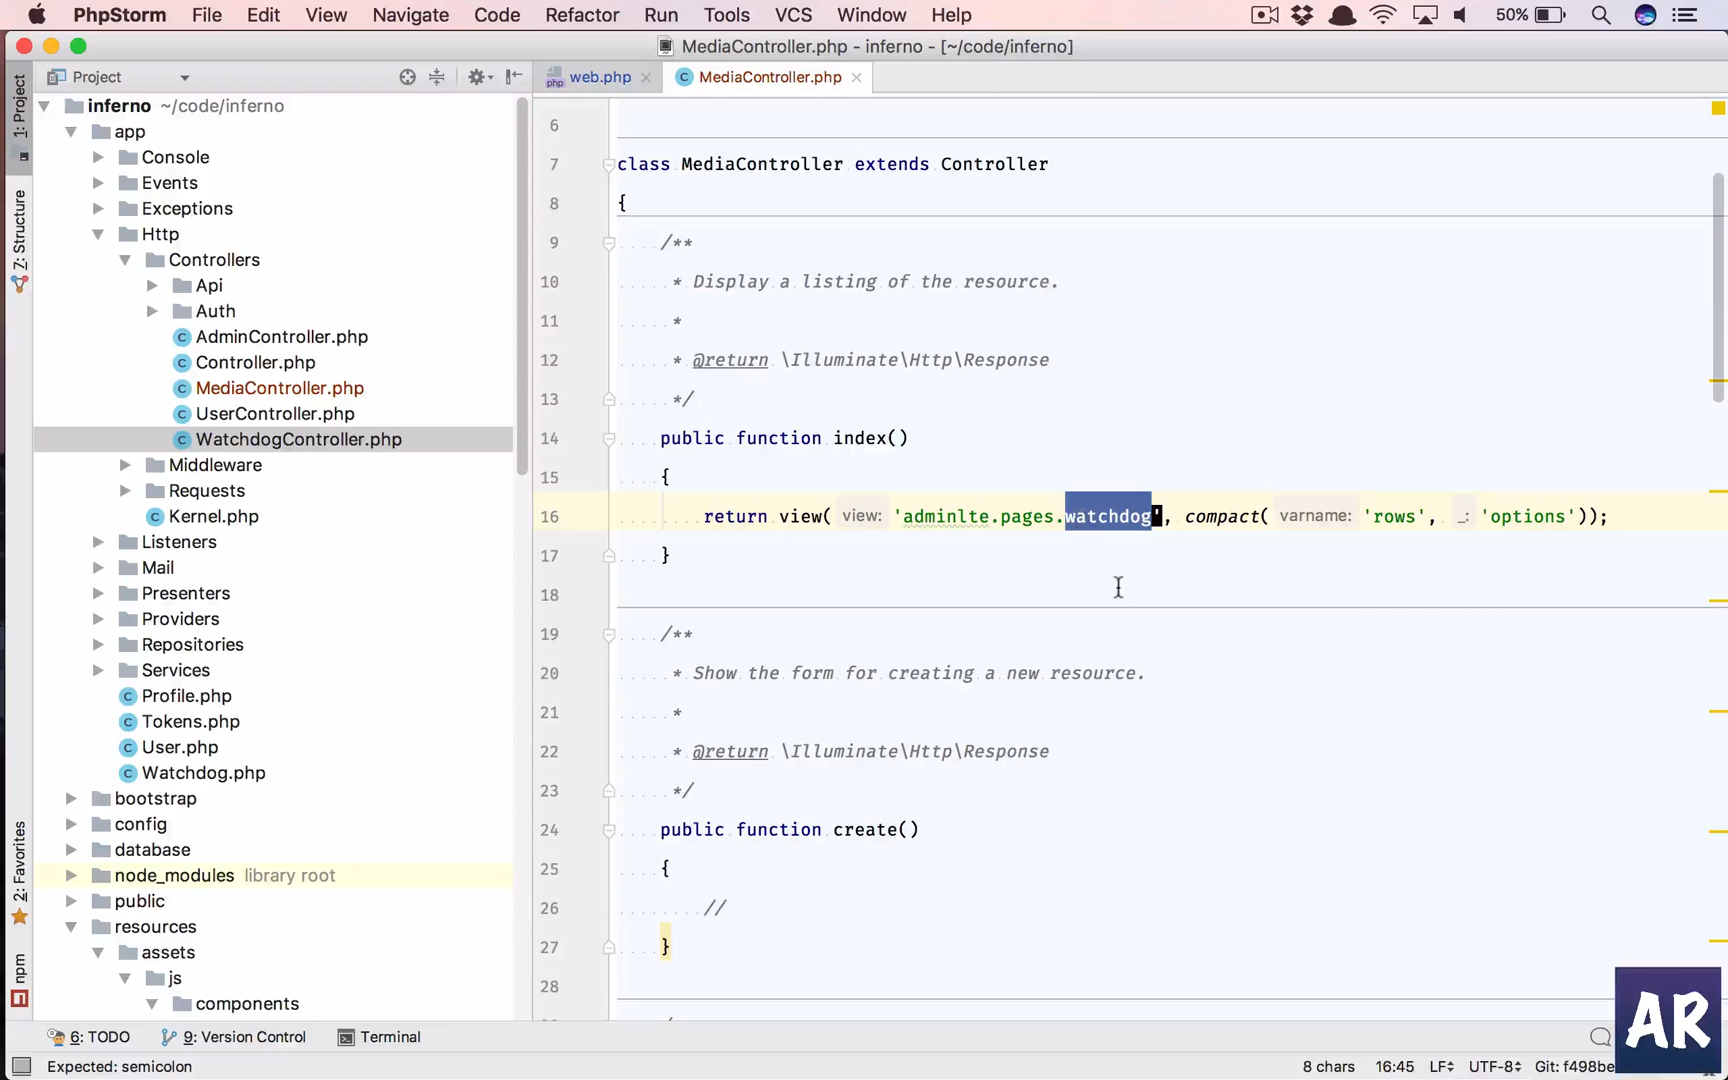 PhpStorm File Edit View Navigate Code Refactor Run Tools VCS Window Help 50%
MediaController.php - inferno - [~/code/inferno]
Project
web.php
MediaController.php
1: Project
7: Structure
2: Favorites
npm
inferno ~/code/inferno
app
Console
Events
Exceptions
Http
Controllers
Api
Auth
AdminController.php
Controller.php
MediaController.php
UserController.php
WatchdogController.php
Middleware
Requests
Kernel.php
Listeners
Mail
Presenters
Providers
Repositories
Services
Profile.php
Tokens.php
User.php
Watchdog.php
bootstrap
config
database
node_modules library root
public
resources
assets
js
components
6
7 class MediaController extends Controller
8 {
9 /**
10 * Display a listing of the resource.
11 *
12 * @return \Illuminate\Http\Response
13 */
14 public function index()
15 {
16 return view( view: 'adminlte.pages.watchdog', compact( varname: 'rows', _: 'options'));
17 }
18
19 /**
20 * Show the form for creating a new resource.
21 *
22 * @return \Illuminate\Http\Response
23 */
24 public function create()
25 {
26 //
27 }
28
6: TODO 9: Version Control Terminal
Expected: semicolon 8 chars 16:45 LF UTF-8 Git: f498be
AR